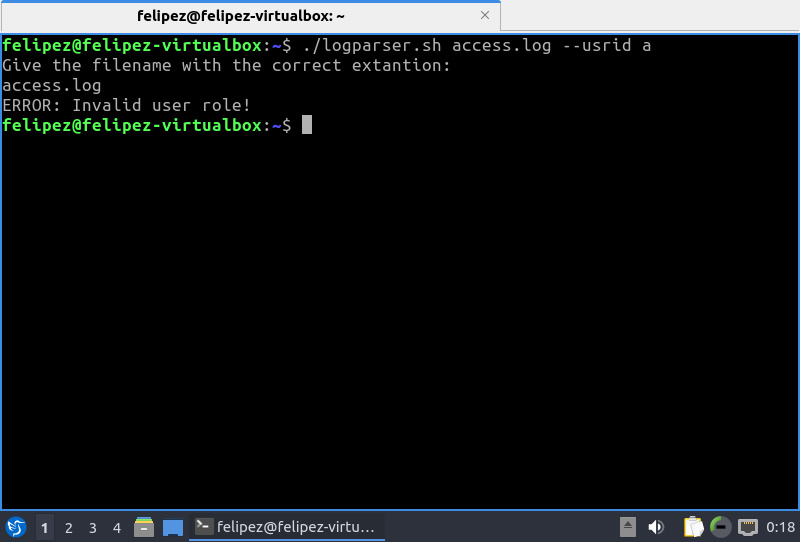 felipez@felipez-virtualbox: ~
felipez@felipez-virtualbox:~$ ./logparser.sh access.log --usrid a
Give the filename with the correct extantion:
access.log
ERROR: Invalid user role!
felipez@felipez-virtualbox:~$
1 2 3 4 felipez@felipez-virtu... 0:18